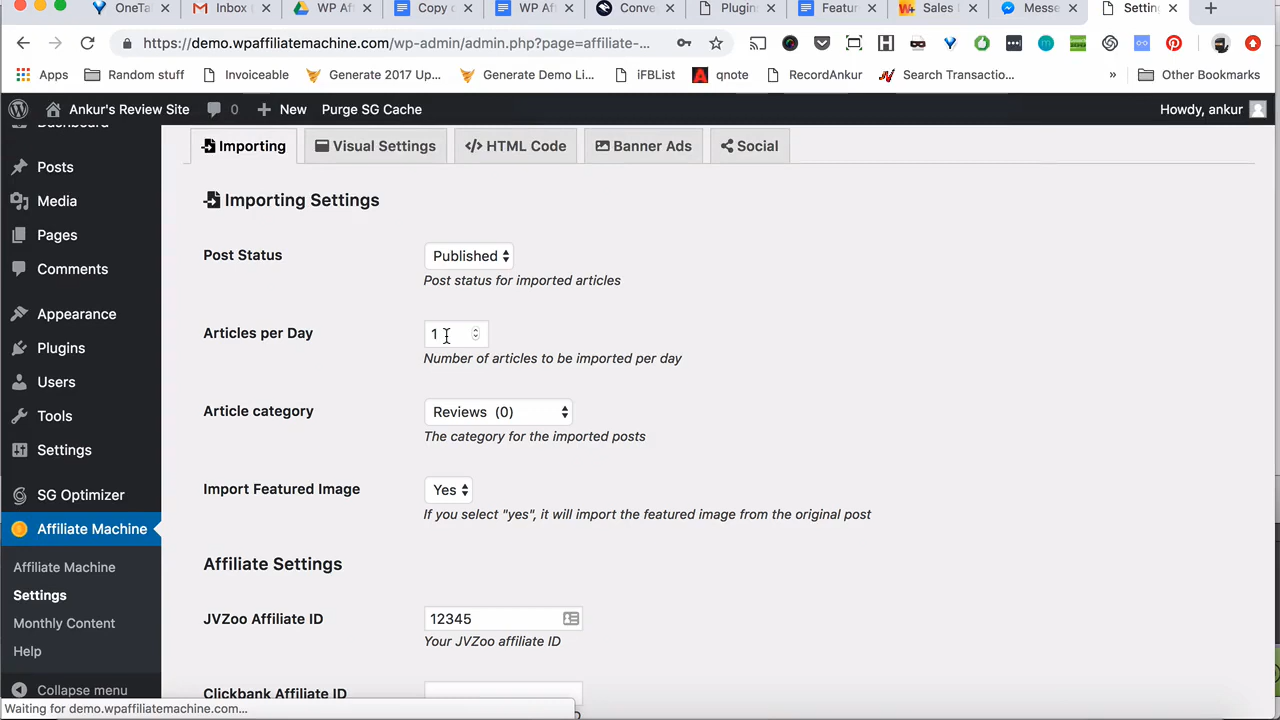 OneTa
Inbox (
WP Aff
Copy o
WP Aff
Conve
Plugin
Featur
Sales D
Messe
Setting
https://demo.wpaffiliatemachine.com/wp-admin/admin.php?page=affiliate-...
Apps
Random stuff
Invoiceable
Generate 2017 Up...
Generate Demo Li...
iFBList
qnote
RecordAnkur
Search Transactio...
»
Other Bookmarks
Ankur's Review Site
0
New
Purge SG Cache
Howdy, ankur
Dashboard
Posts
Media
Pages
Comments
Appearance
Plugins
Users
Tools
Settings
SG Optimizer
Affiliate Machine
Affiliate Machine
Settings
Monthly Content
Help
Collapse menu
Importing
Visual Settings
HTML Code
Banner Ads
Social
Importing Settings
Post Status
Published
Post status for imported articles
Articles per Day
1
Number of articles to be imported per day
Article category
Reviews (0)
The category for the imported posts
Import Featured Image
Yes
If you select "yes", it will import the featured image from the original post
Affiliate Settings
JVZoo Affiliate ID
12345
Your JVZoo affiliate ID
Clickbank Affiliate ID
Waiting for demo.wpaffiliatemachine.com...